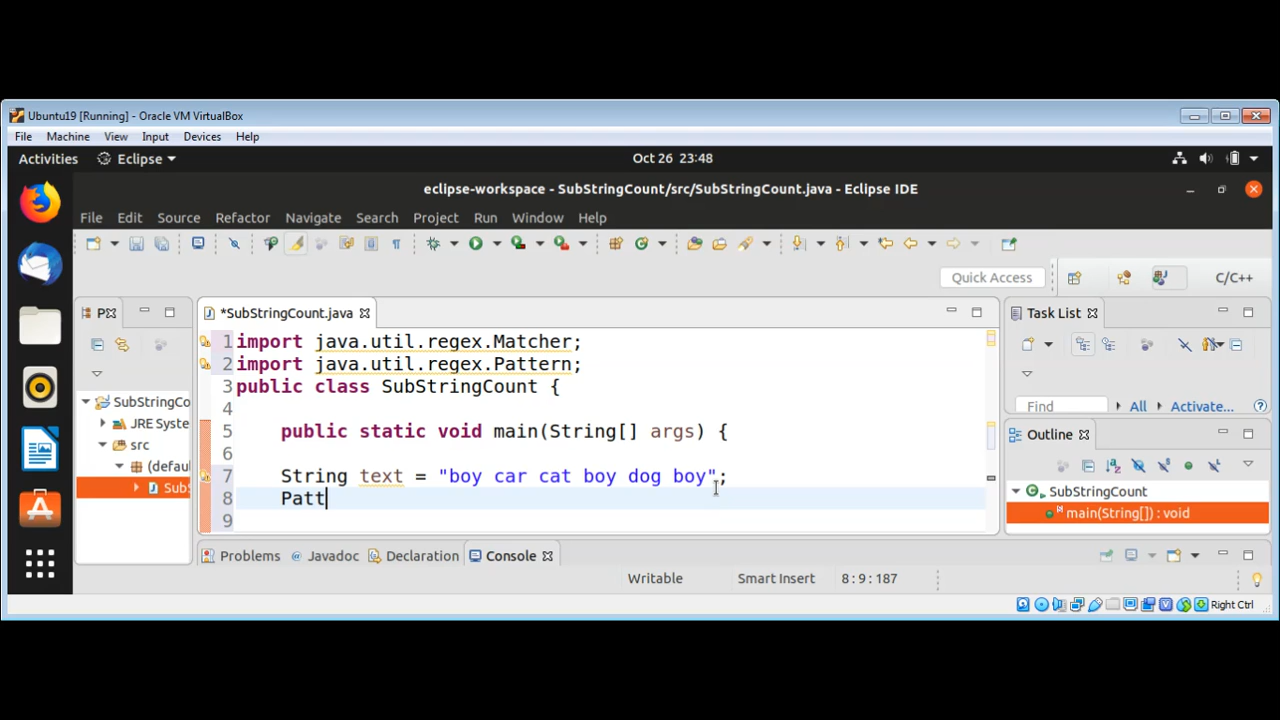 Ubuntu19 [Running] - Oracle VM VirtualBox
File Machine View Input Devices Help
Activities Eclipse Oct 26 23:48
eclipse-workspace - SubStringCount/src/SubStringCount.java - Eclipse IDE
File Edit Source Refactor Navigate Search Project Run Window Help
Quick Access C/C++
P *SubStringCount.java Task List
1 import java.util.regex.Matcher;
2 import java.util.regex.Pattern;
3 public class SubStringCount {
4
5 public static void main(String[] args) {
6
7 String text = "boy car cat boy dog boy";
8 Patt
9
SubStringCo
JRE Syste
src
(defau
SubS
Find All Activate...
Outline
SubStringCount
main(String[]) : void
Problems @ Javadoc Declaration Console
Writable Smart Insert 8 : 9 : 187
Right Ctrl